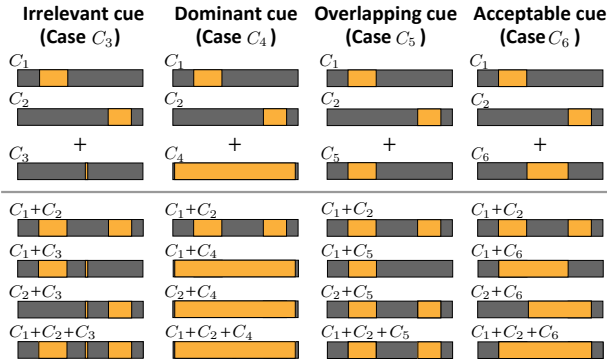 Irrelevant cue Dominant cue Overlapping cue Acceptable cue
(Case C₃) (Case C₄) (Case C₅) (Case C₆)
C₁ C₁ C₁ C₁
C₂ C₂ C₂ C₂
+ + + +
C₃ C₄ C₅ C₆
C₁+C₂ C₁+C₂ C₁+C₂ C₁+C₂
C₁+C₃ C₁+C₄ C₁+C₅ C₁+C₆
C₂+C₃ C₂+C₄ C₂+C₅ C₂+C₆
C₁+C₂+C₃ C₁+C₂+C₄ C₁+C₂+C₅ C₁+C₂+C₆